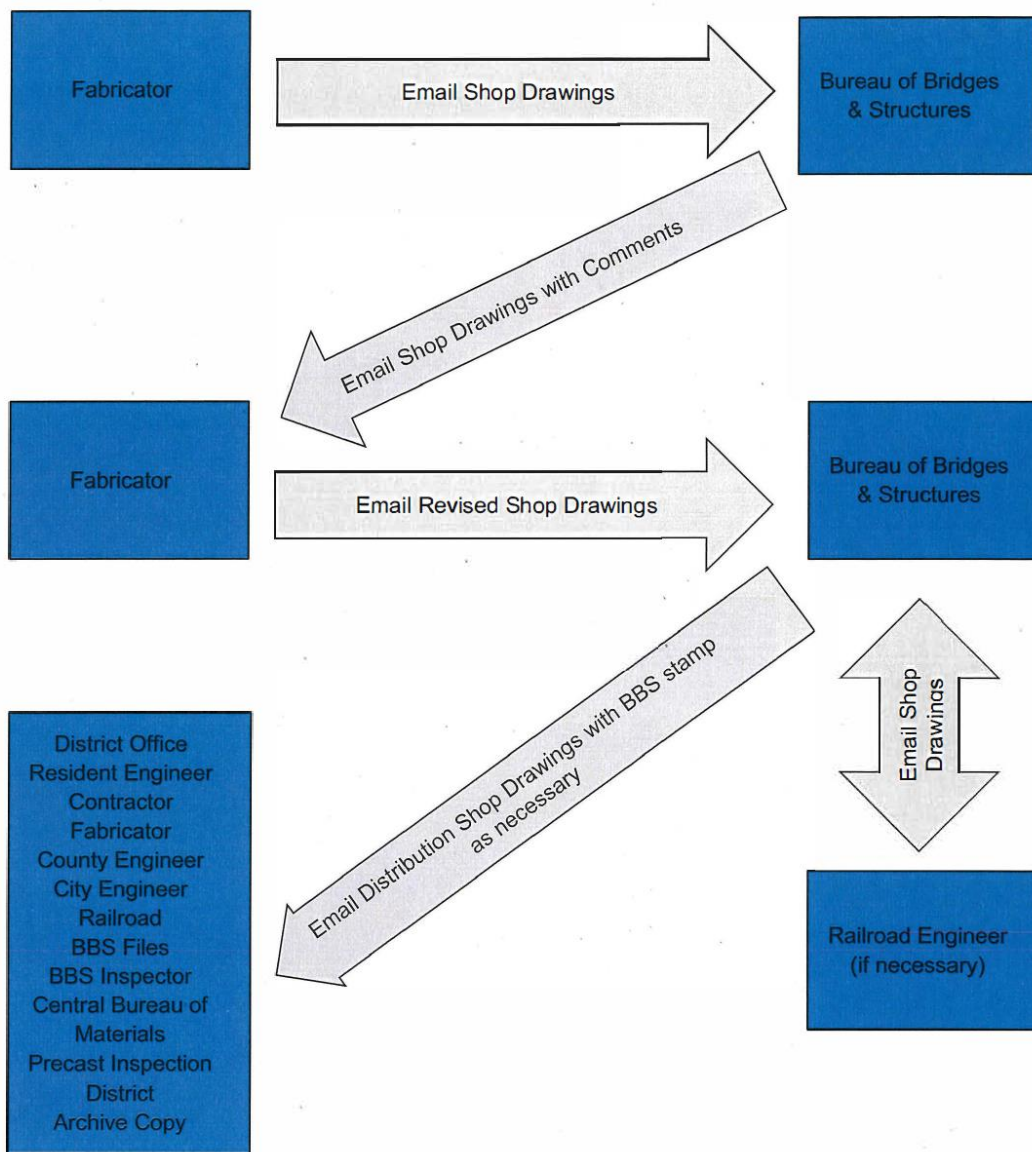 Fabricator
Email Shop Drawings
Bureau of Bridges
& Structures
Email Shop Drawings with Comments
Fabricator
Email Revised Shop Drawings
Bureau of Bridges
& Structures
Email Distribution Shop Drawings with BBS stamp
as necessary
Email Shop
Drawings
District Office
Resident Engineer
Contractor
Fabricator
County Engineer
City Engineer
Railroad
BBS Files
BBS Inspector
Central Bureau of
Materials
Precast Inspection
District
Archive Copy
Railroad Engineer
(if necessary)